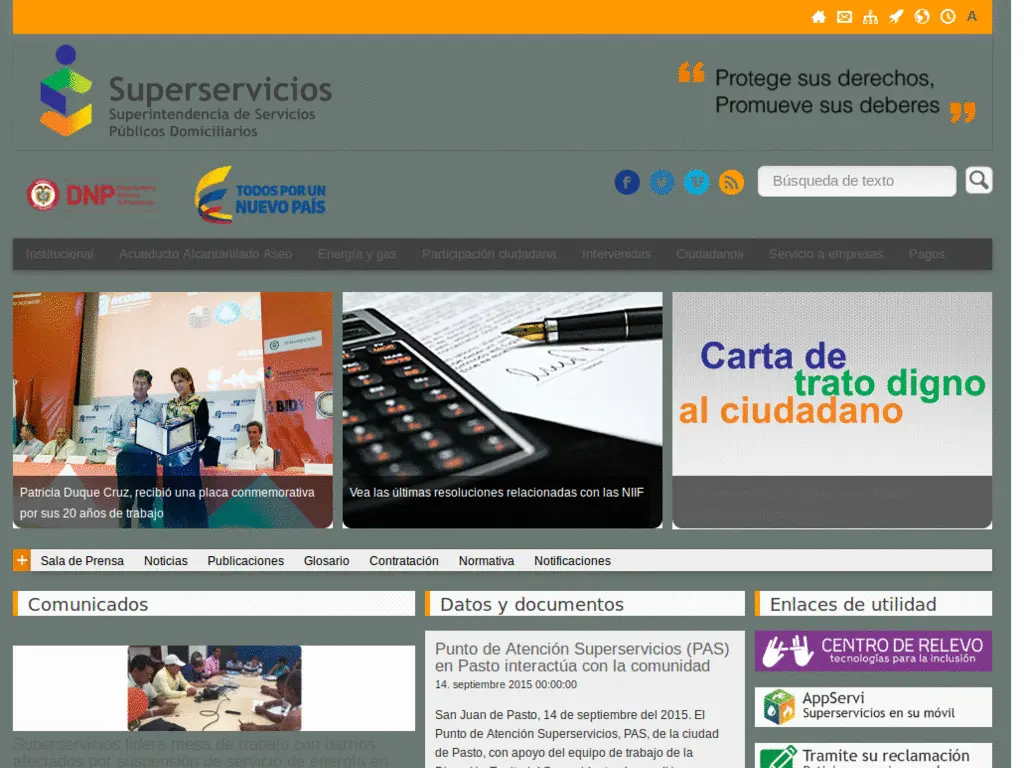 A
Superservicios
Superintendencia de Servicios
Públicos Domiciliarios
“ Protege sus derechos,
Promueve sus deberes ”
DNP
TODOS POR UN
NUEVO PAÍS
Búsqueda de texto
Institucional Acueducto Alcantarillado Aseo Energía y gas Participación ciudadana Intervenidas Ciudadanos Servicio a empresas Pagos
Superservicios
BID
Patricia Duque Cruz, recibió una placa conmemorativa
por sus 20 años de trabajo
Vea las últimas resoluciones relacionadas con las NIIF
Carta de
trato digno
al ciudadano
+ Sala de Prensa Noticias Publicaciones Glosario Contratación Normativa Notificaciones
Comunicados
Superservicios lidera mesa de trabajo con barrios
afectados por suspensión de servicio de energía en
Datos y documentos
Punto de Atención Superservicios (PAS)
en Pasto interactúa con la comunidad
14. septiembre 2015 00:00:00
San Juan de Pasto, 14 de septiembre del 2015. El
Punto de Atención Superservicios, PAS, de la ciudad
de Pasto, con apoyo del equipo de trabajo de la
Enlaces de utilidad
CENTRO DE RELEVO
tecnologías para la inclusión
AppServi
Superservicios en su móvil
Tramite su reclamación